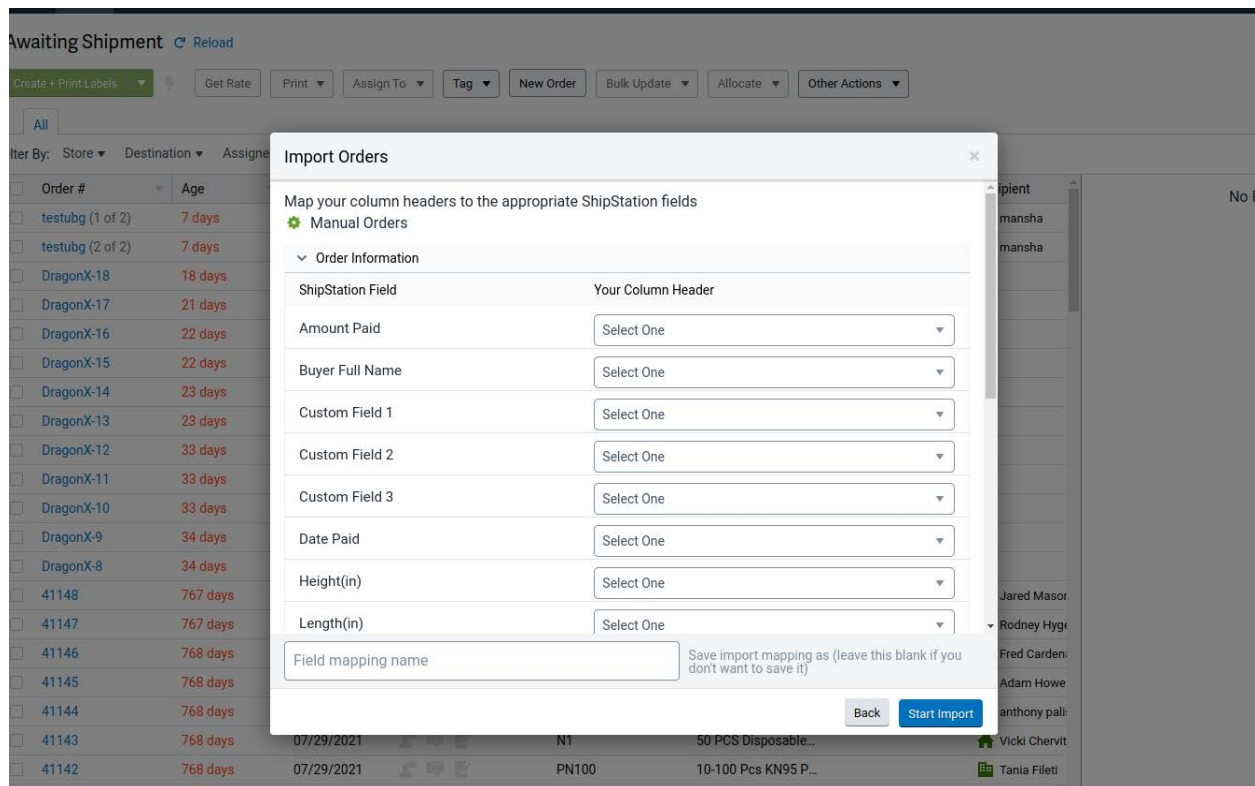 Awaiting Shipment Reload
Create + Print Labels Get Rate Print Assign To Tag New Order Bulk Update Allocate Other Actions
All
lter By: Store Destination Assigne
Order # Age ipient No
testubg (1 of 2) 7 days mansha
testubg (2 of 2) 7 days mansha
DragonX-18 18 days
DragonX-17 21 days
DragonX-16 22 days
DragonX-15 22 days
DragonX-14 23 days
DragonX-13 23 days
DragonX-12 33 days
DragonX-11 33 days
DragonX-10 33 days
DragonX-9 34 days
DragonX-8 34 days
41148 767 days Jared Mason
41147 767 days Rodney Hyge
41146 768 days Fred Carden
41145 768 days Adam Howe
41144 768 days anthony pali
41143 768 days 07/29/2021 N1 50 PCS Disposable... Vicki Chervit
41142 768 days 07/29/2021 PN100 10-100 Pcs KN95 P... Tania Fileti
Import Orders ×
Map your column headers to the appropriate ShipStation fields
Manual Orders
Order Information
ShipStation Field Your Column Header
Amount Paid Select One
Buyer Full Name Select One
Custom Field 1 Select One
Custom Field 2 Select One
Custom Field 3 Select One
Date Paid Select One
Height(in) Select One
Length(in) Select One
Field mapping name Save import mapping as (leave this blank if you
don't want to save it)
Back Start Import